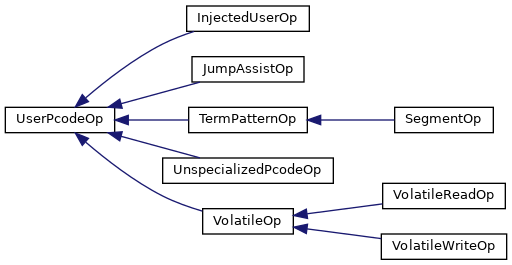 InjectedUserOp
JumpAssistOp
UserPcodeOp
TermPatternOp
SegmentOp
UnspecializedPcodeOp
VolatileReadOp
VolatileOp
VolatileWriteOp